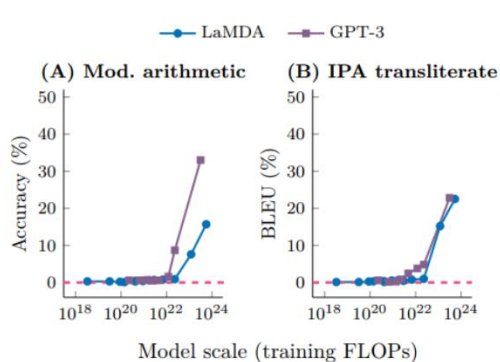 LaMDA GPT-3
(A) Mod. arithmetic (B) IPA transliterate
Accuracy (%)
50
40
30
20
10
0
10^18 10^20 10^22 10^24
BLEU (%)
50
40
30
20
10
0
10^18 10^20 10^22 10^24
Model scale (training FLOPs)